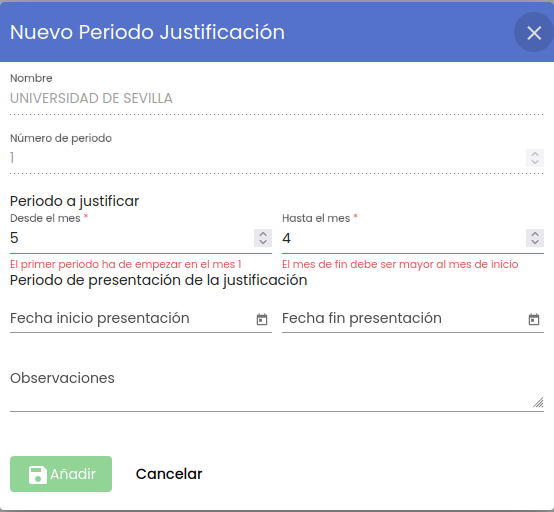 Nuevo Periodo Justificación
Nombre
UNIVERSIDAD DE SEVILLA
Número de periodo
1
Periodo a justificar
Desde el mes * Hasta el mes *
5 4
El primer periodo ha de empezar en el mes 1 El mes de fin debe ser mayor al mes de inicio
Periodo de presentación de la justificación
Fecha inicio presentación Fecha fin presentación
Observaciones
Añadir Cancelar